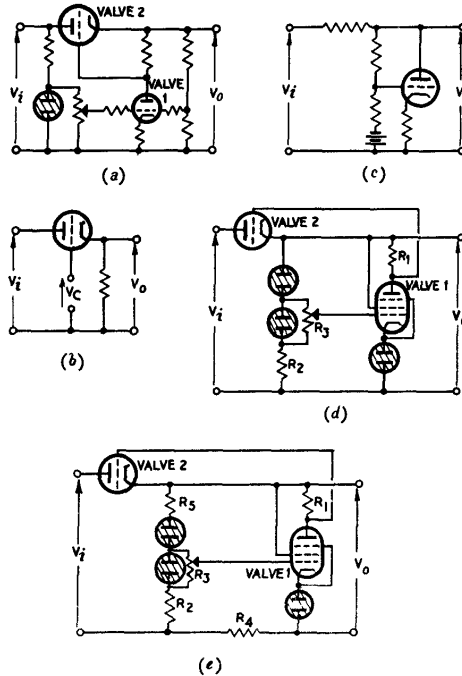 VALVE 2
Vi
VALVE
1
Vo
(a)
Vi
V
(c)
Vi
Vc
Vo
(b)
VALVE 2
Vi
R1
VALVE 1
R3
R2
V
(d)
VALVE 2
Vi
R5
R1
R3
VALVE 1
R2
R4
Vo
(e)